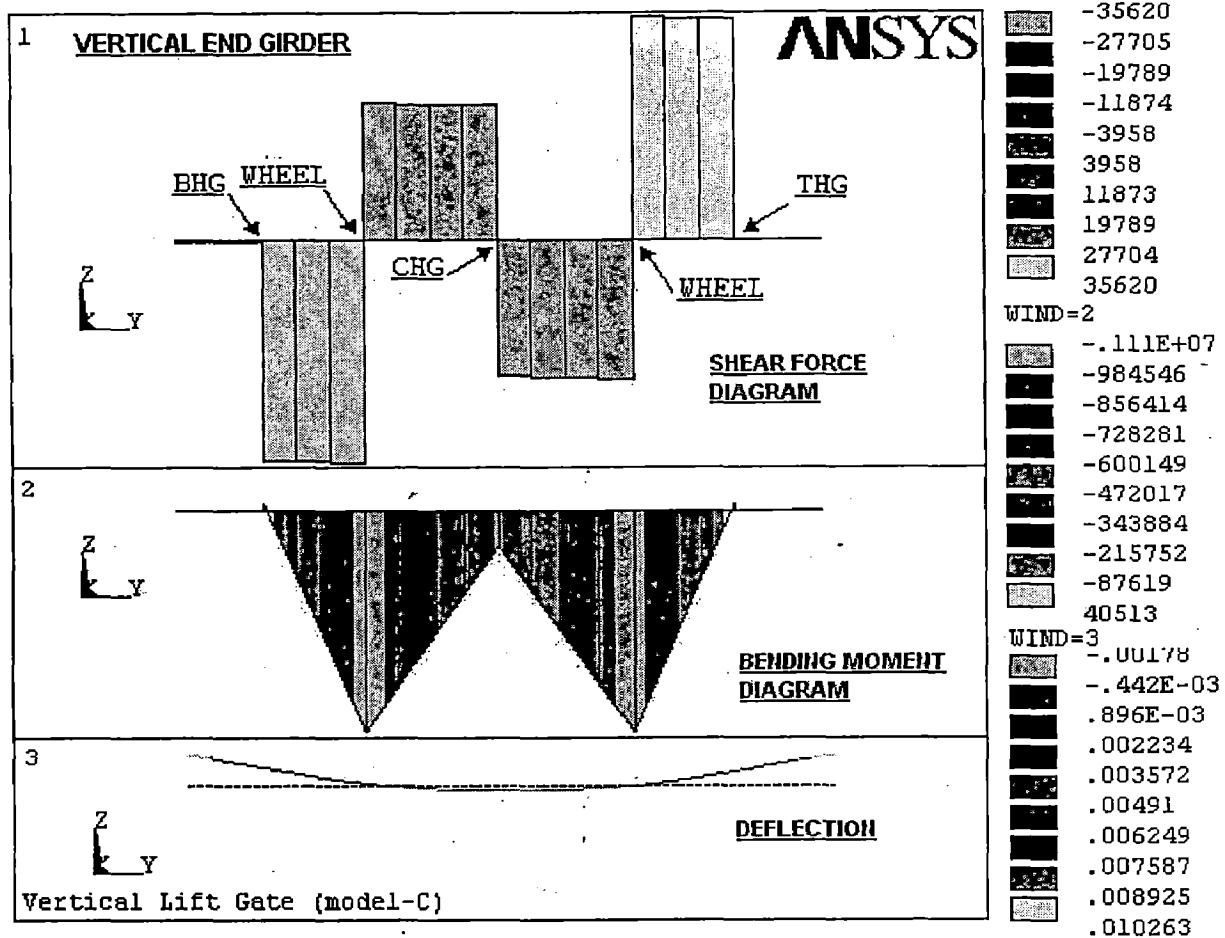 1
VERTICAL END GIRDER
ANSYS
BHG
WHEEL
THG
CHG
WHEEL
Z
X Y
SHEAR FORCE
DIAGRAM
2
Z
X Y
BENDING MOMENT
DIAGRAM
3
Z
X Y
DEFLECTION
Vertical Lift Gate (model-C)
-35620
-27705
-19789
-11874
-3958
3958
11873
19789
27704
35620
WIND=2
-.111E+07
-984546
-856414
-728281
-600149
-472017
-343884
-215752
-87619
40513
WIND=3
-.00178
-.442E-03
.896E-03
.002234
.003572
.00491
.006249
.007587
.008925
.010263